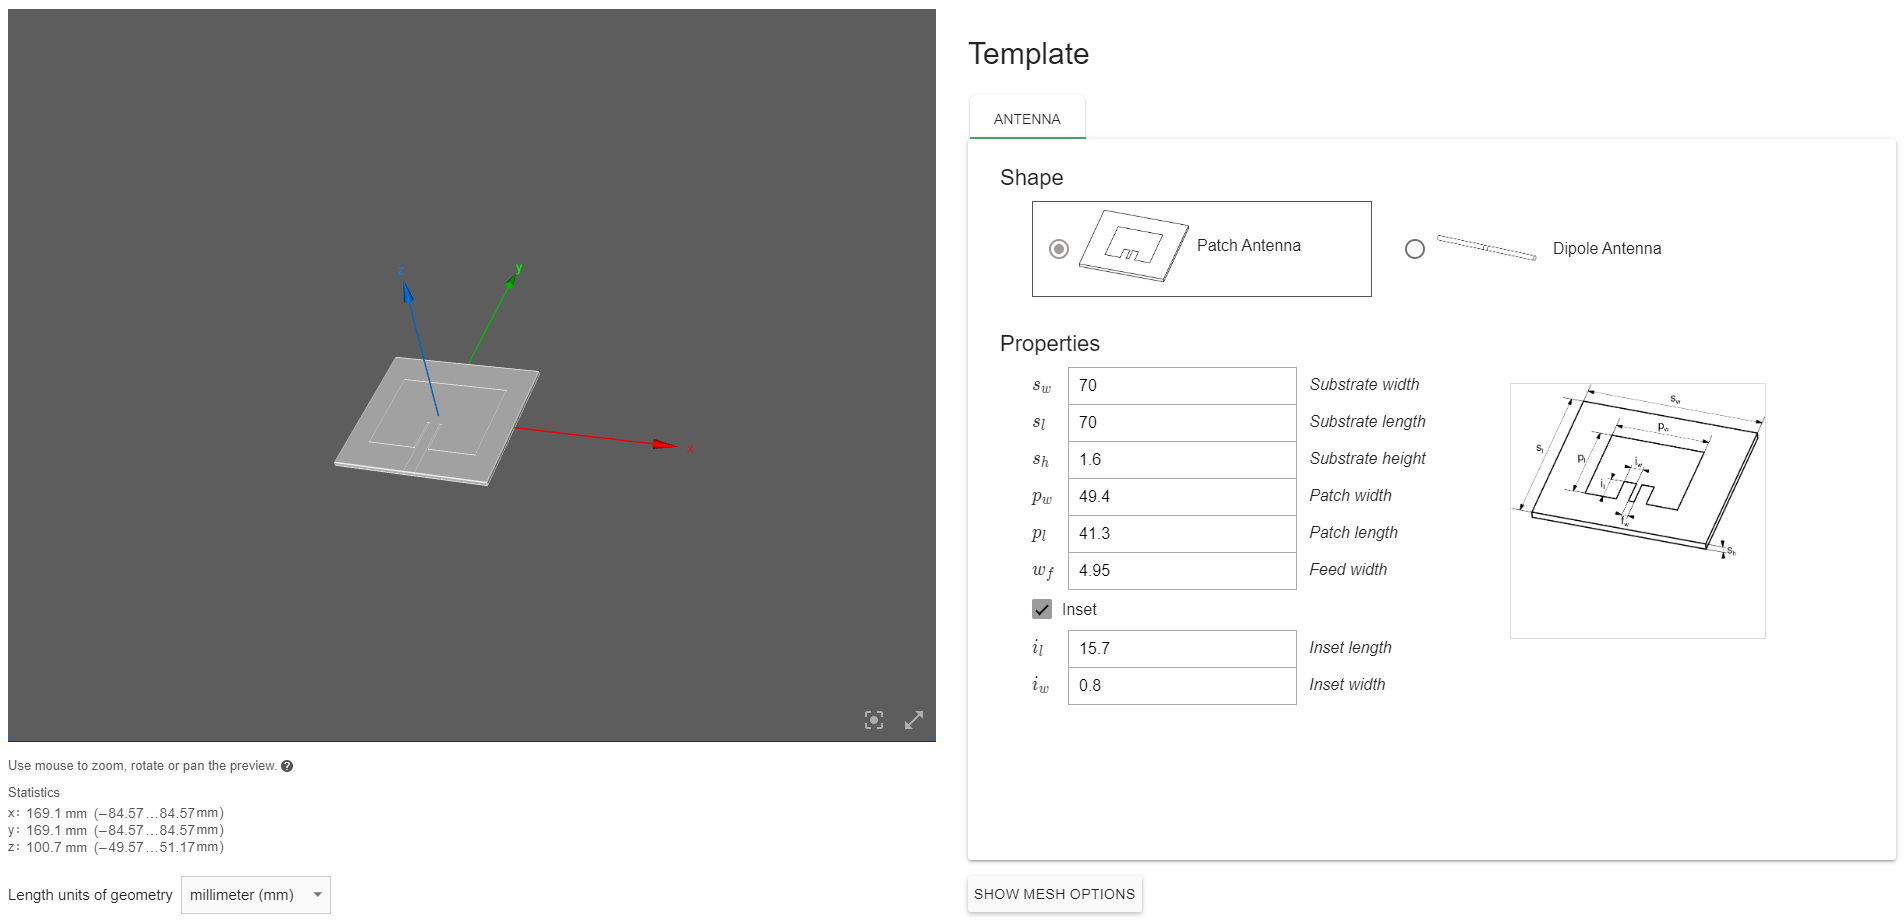 z
y
x
Use mouse to zoom, rotate or pan the preview. ?
Statistics
x: 169.1 mm (−84.57…84.57mm)
y: 169.1 mm (−84.57…84.57mm)
z: 100.7 mm (−49.57…51.17mm)
Length units of geometry millimeter (mm)
Template
ANTENNA
Shape
Patch Antenna
Dipole Antenna
Properties
s_w 70 Substrate width
s_l 70 Substrate length
s_h 1.6 Substrate height
p_w 49.4 Patch width
p_l 41.3 Patch length
w_f 4.95 Feed width
Inset
i_l 15.7 Inset length
i_w 0.8 Inset width
s_w
p_w
s_l
p_l
i_w
i_l
f_w
s_h
SHOW MESH OPTIONS